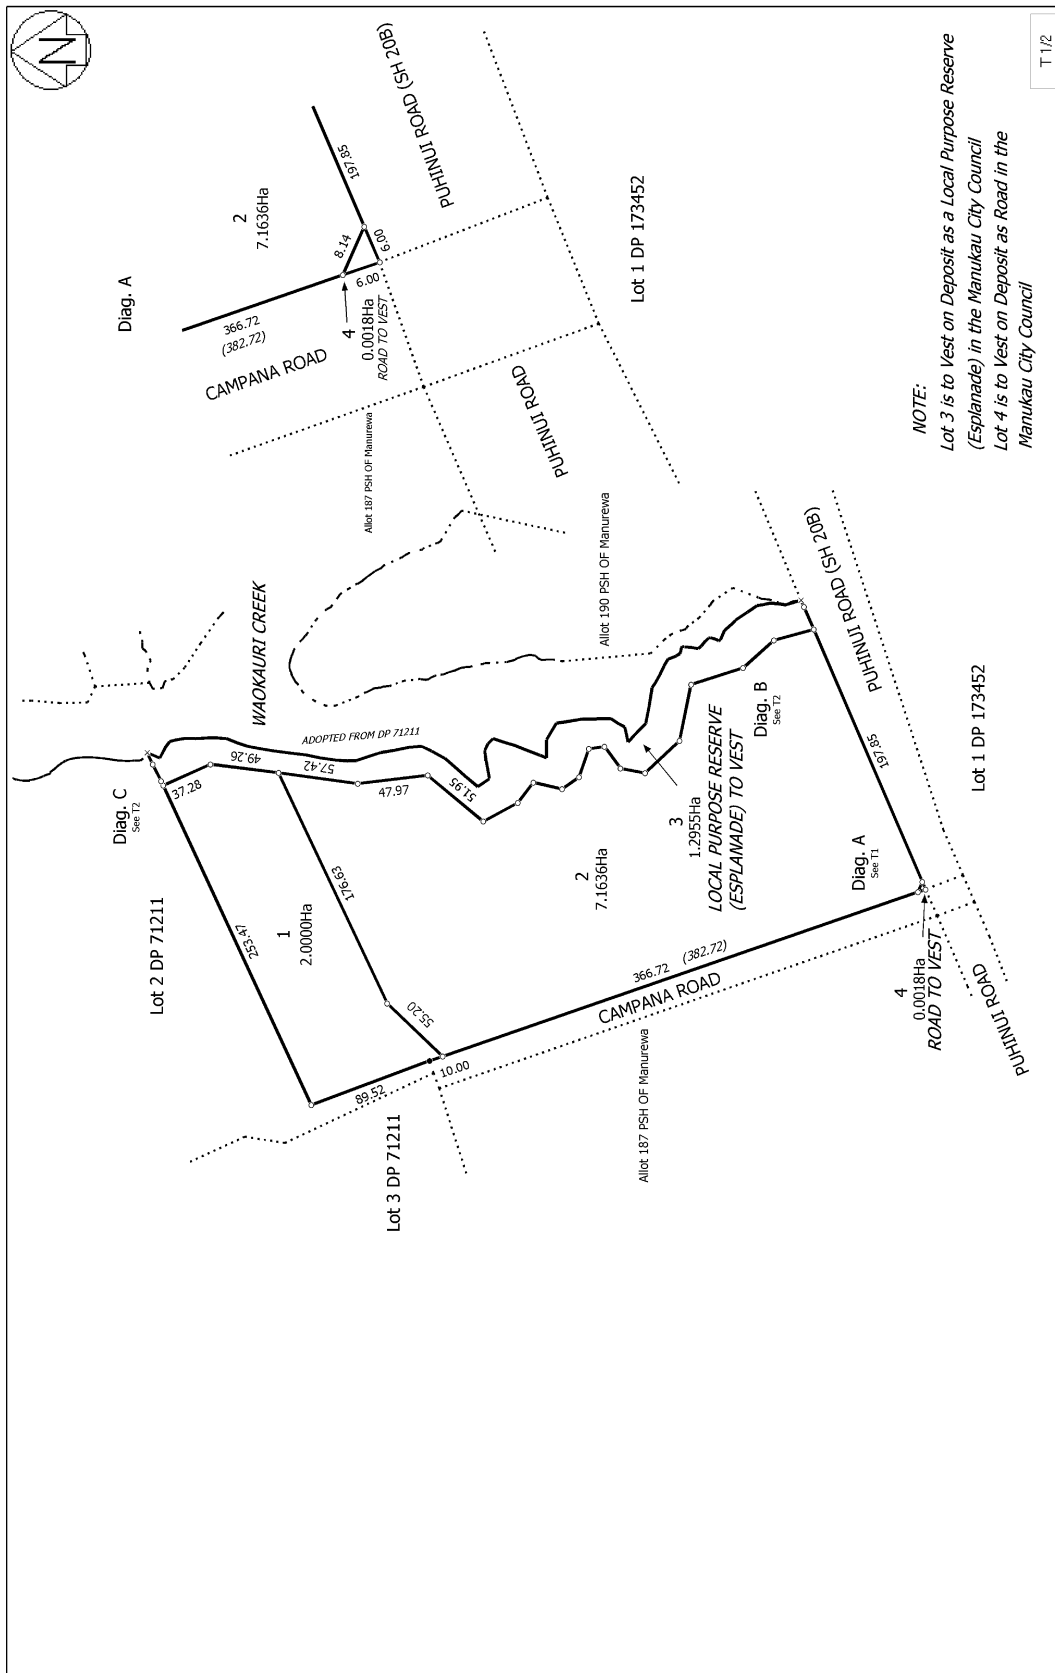 N
Diag. A
2
7.1636Ha
197.85
8.14
6.00
6.00
366.72
(382.72)
4
0.0018Ha
ROAD TO VEST
CAMPANA ROAD
PUHINUI ROAD (SH 20B)
Allot 187 PSH OF Manurewa
PUHINUI ROAD
Lot 1 DP 173452
T 1/2
WAOKAURI CREEK
ADOPTED FROM DP 71211
Allot 190 PSH OF Manurewa
Diag. C
See T2
Lot 2 DP 71211
253.47
37.28
49.26
57.42
47.97
51.95
176.63
1
2.0000Ha
55.20
89.52
10.00
Lot 3 DP 71211
2
7.1636Ha
3
1.2955Ha
LOCAL PURPOSE RESERVE
(ESPLANADE) TO VEST
Diag. B
See T2
Diag. A
See T1
366.72 (382.72)
CAMPANA ROAD
Allot 187 PSH OF Manurewa
197.85
PUHINUI ROAD (SH 20B)
4
0.0018Ha
ROAD TO VEST
PUHINUI ROAD
Lot 1 DP 173452
NOTE:
Lot 3 is to Vest on Deposit as a Local Purpose Reserve
(Esplanade) in the Manukau City Council
Lot 4 is to Vest on Deposit as Road in the
Manukau City Council